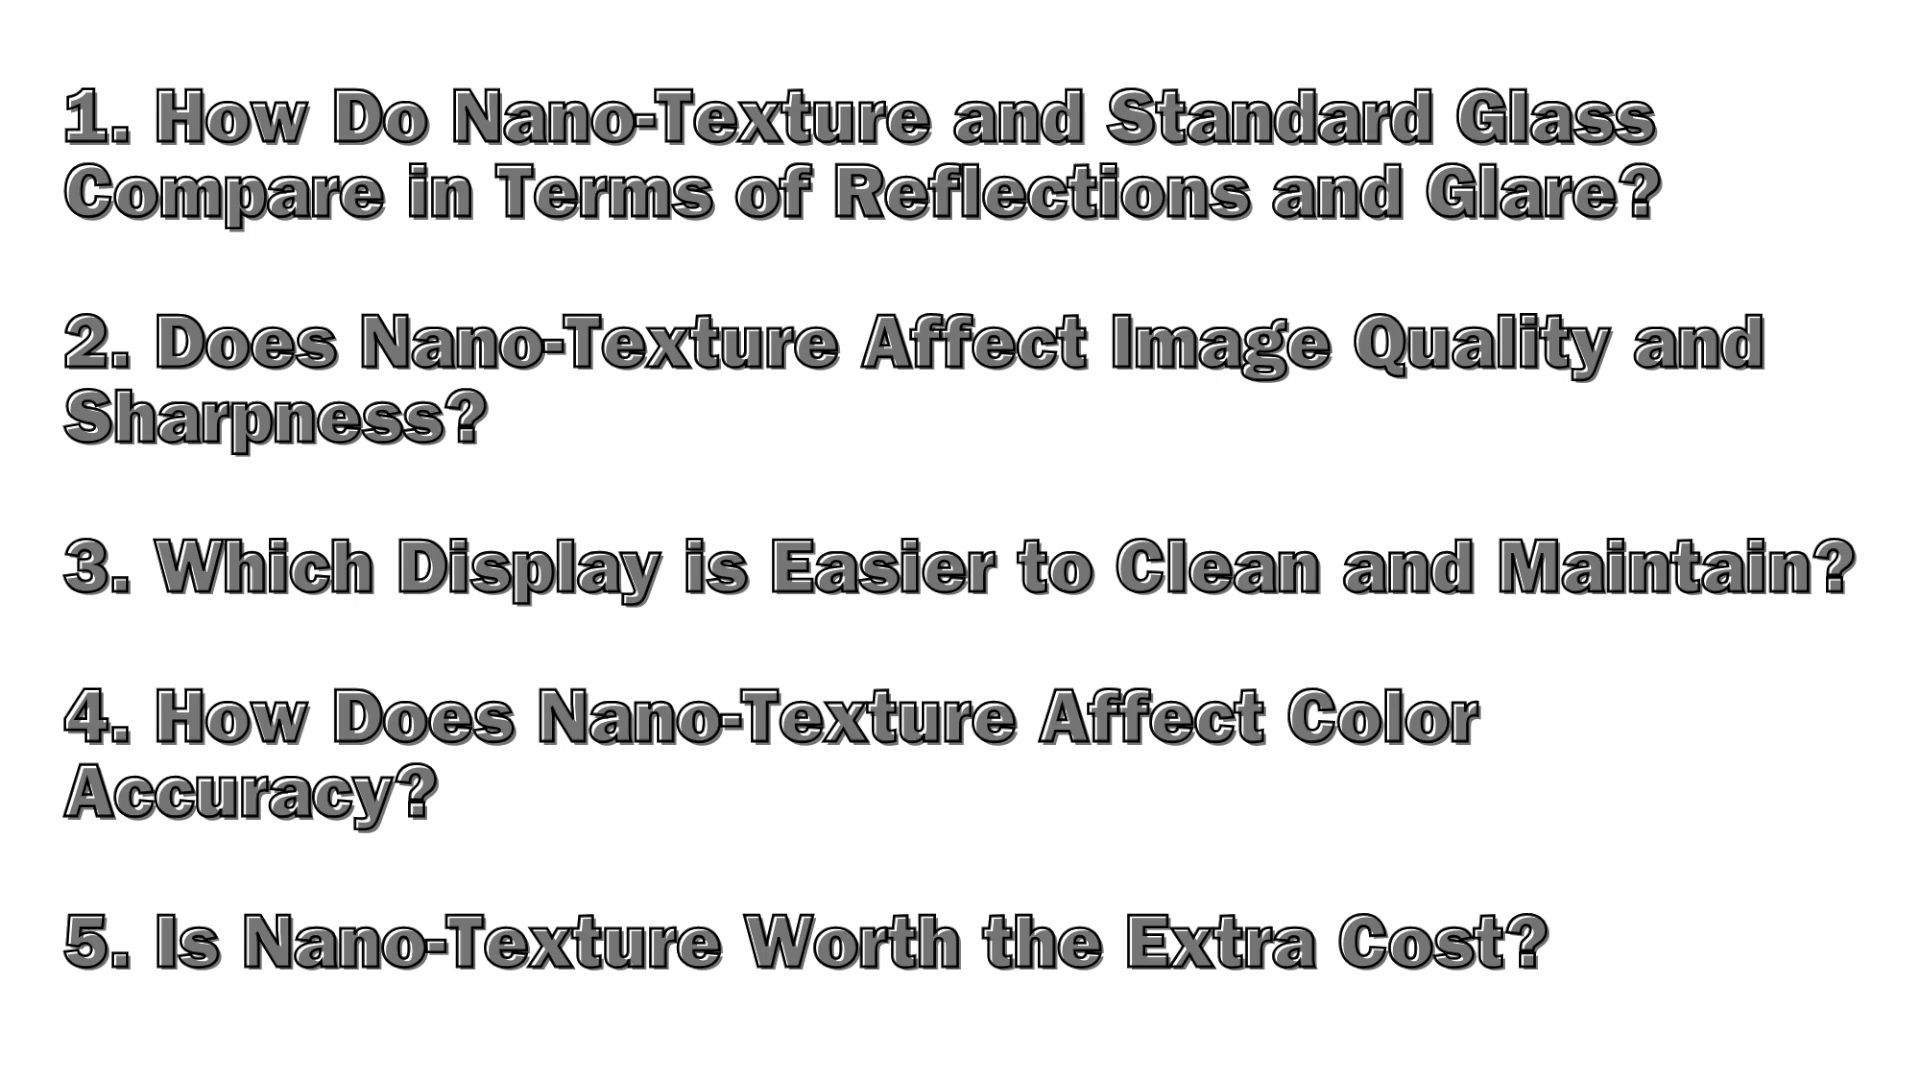 1. How Do Nano-Texture and Standard Glass
Compare in Terms of Reflections and Glare?
2. Does Nano-Texture Affect Image Quality and
Sharpness?
3. Which Display is Easier to Clean and Maintain?
4. How Does Nano-Texture Affect Color
Accuracy?
5. Is Nano-Texture Worth the Extra Cost?